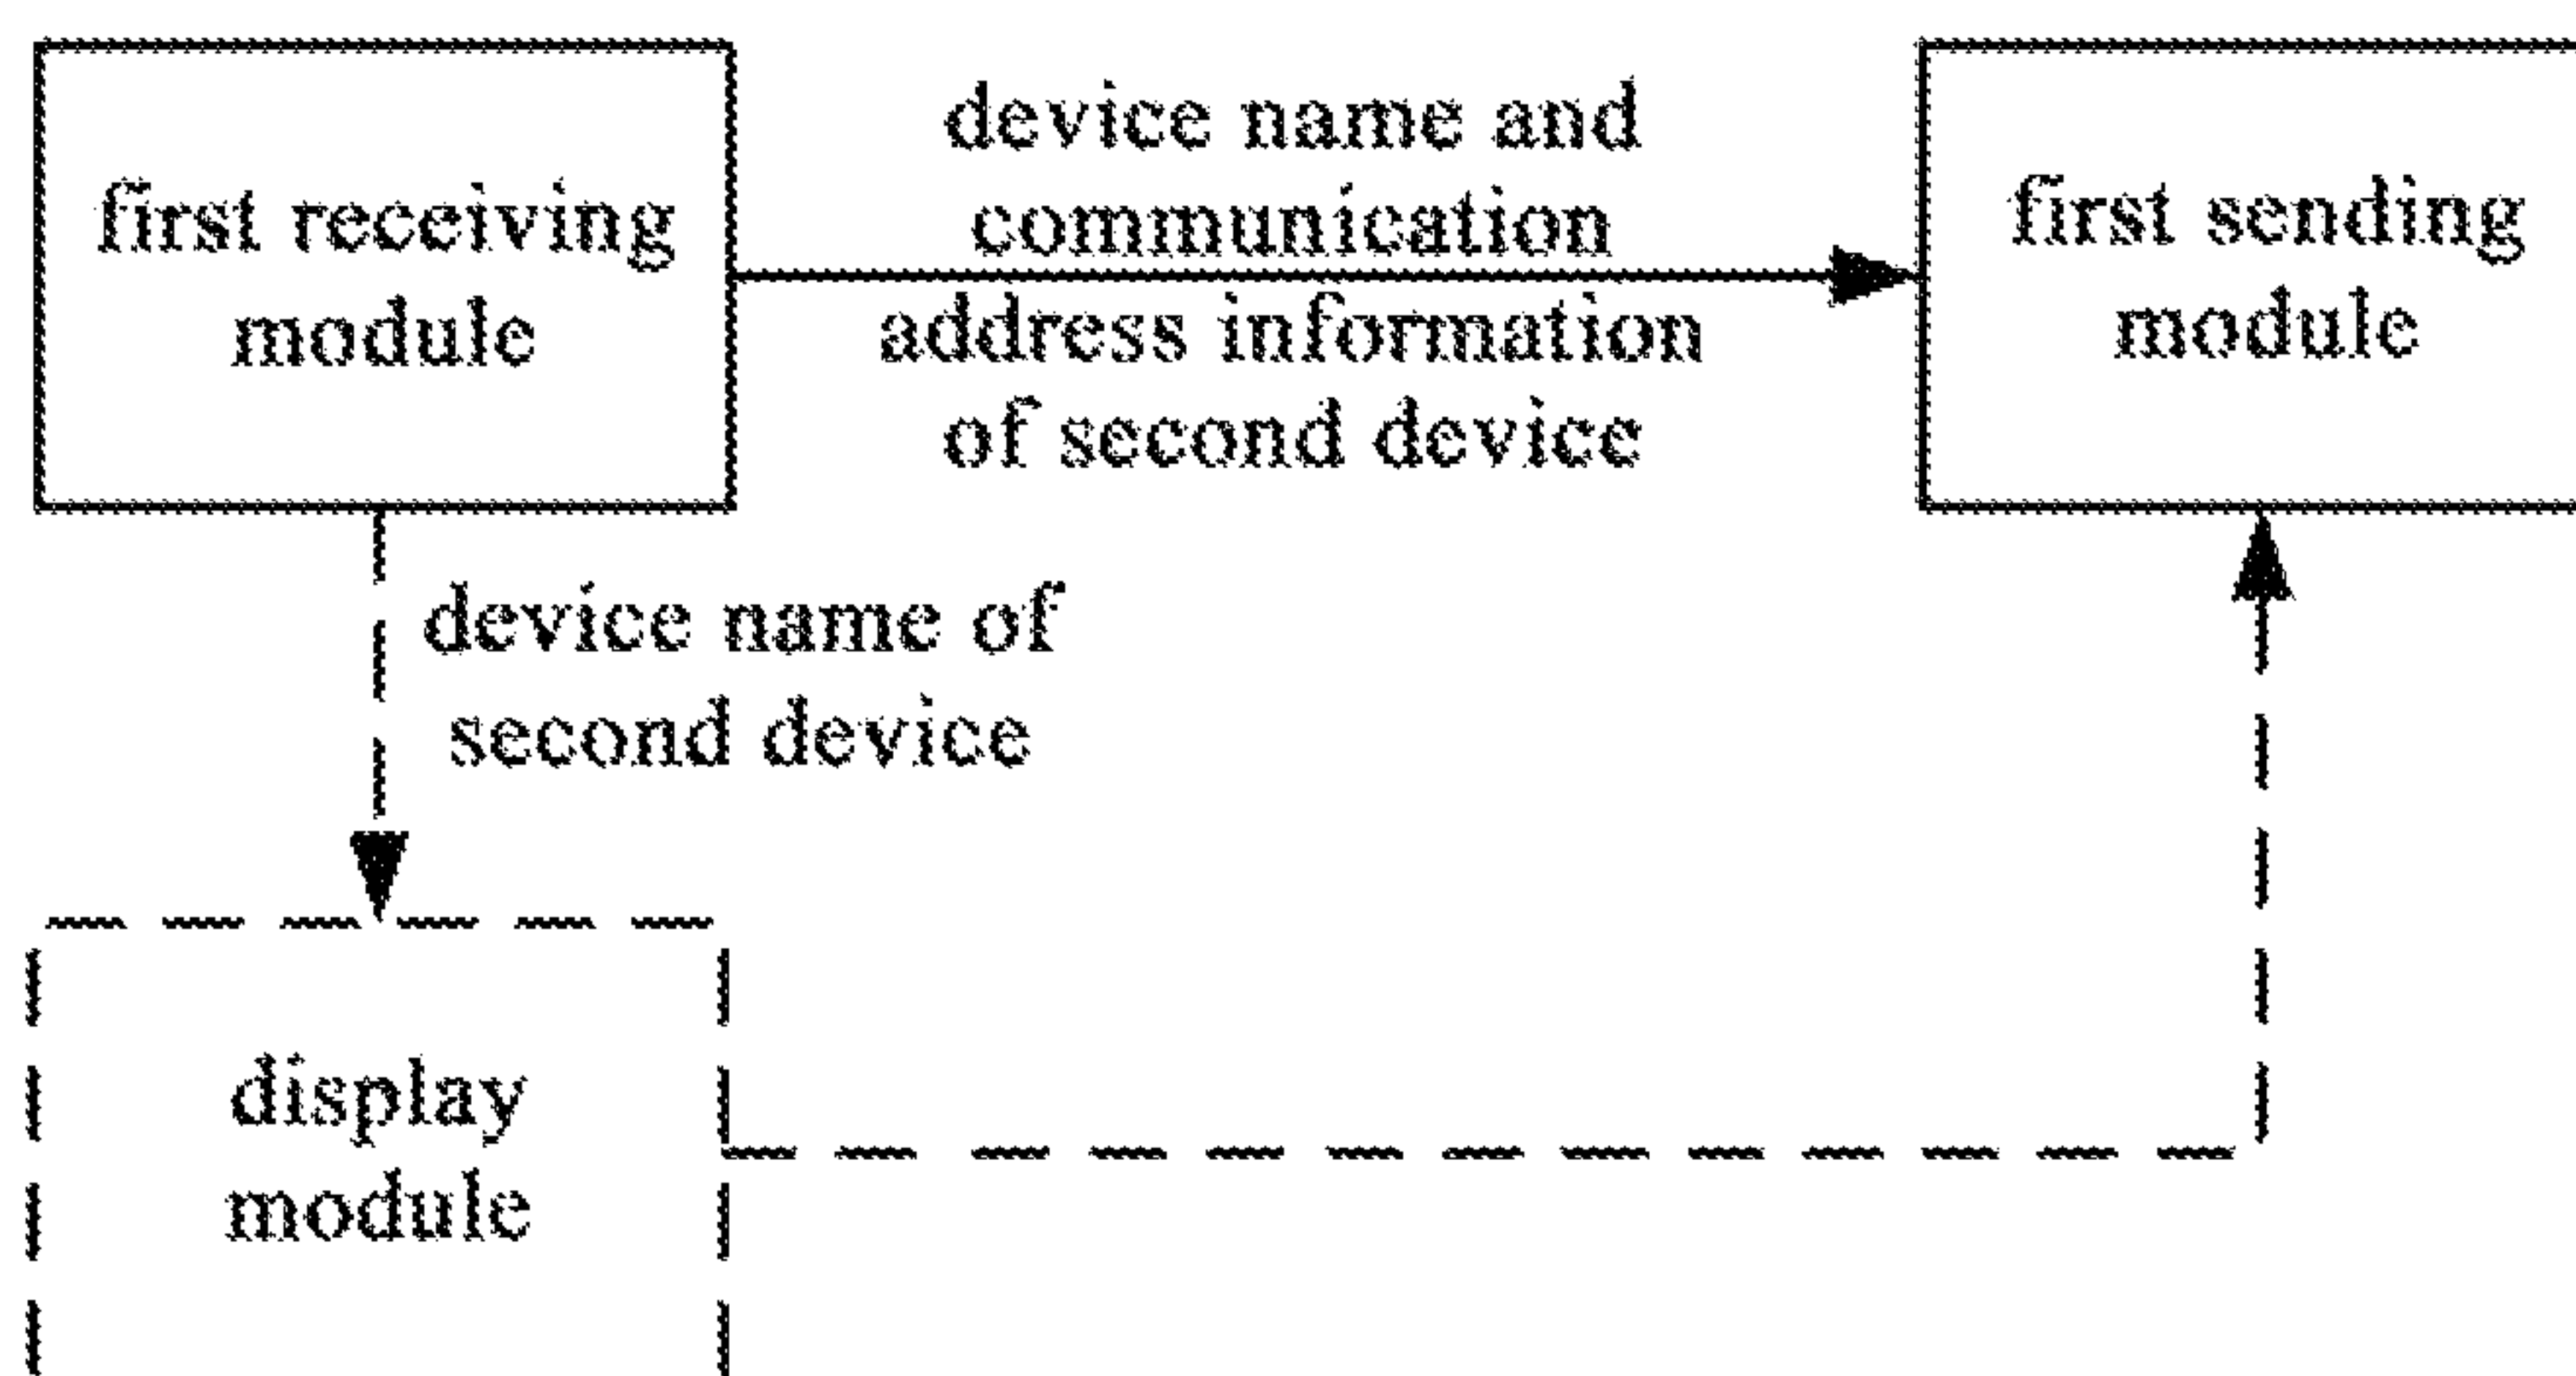 first receiving
module
device name and
communication
address information
of second device
first sending
module
device name of
second device
display
module